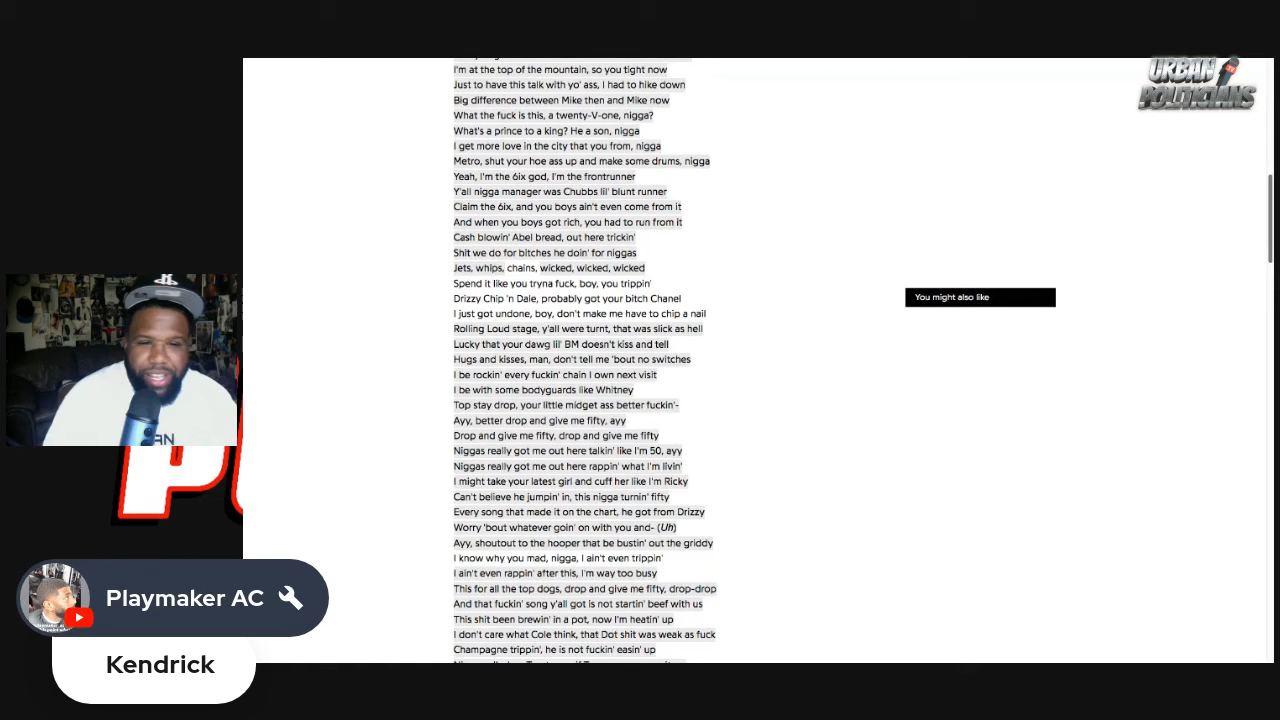 URBAN
POLITICIANS
I'm at the top of the mountain, so you tight now
Just to have this talk with yo' ass, I had to hike down
Big difference between Mike then and Mike now
What the fuck is this, a twenty-V-one, nigga?
What's a prince to a king? He a son, nigga
I get more love in the city that you from, nigga
Metro, shut your hoe ass up and make some drums, nigga
Yeah, I'm the 6ix god, I'm the frontrunner
Y'all nigga manager was Chubbs lil' blunt runner
Claim the 6ix, and you boys ain't even come from it
And when you boys got rich, you had to run from it
Cash blowin' Abel bread, out here trickin'
Shit we do for bitches he doin' for niggas
Jets, whips, chains, wicked, wicked, wicked
Spend it like you tryna fuck, boy, you trippin'
Drizzy Chip 'n Dale, probably got your bitch Chanel
I just got undone, boy, don't make me have to chip a nail
Rolling Loud stage, y'all were turnt, that was slick as hell
Lucky that your dawg lil' BM doesn't kiss and tell
Hugs and kisses, man, don't tell me 'bout no switches
I be rockin' every fuckin' chain I own next visit
I be with some bodyguards like Whitney
Top stay drop, your little midget ass better fuckin'-
Ayy, better drop and give me fifty, ayy
Drop and give me fifty, drop and give me fifty
Niggas really got me out here talkin' like I'm 50, ayy
Niggas really got me out here rappin' what I'm livin'
I might take your latest girl and cuff her like I'm Ricky
Can't believe he jumpin' in, this nigga turnin' fifty
Every song that made it on the chart, he got from Drizzy
Worry 'bout whatever goin' on with you and- (Uh)
Ayy, shoutout to the hooper that be bustin' out the griddy
I know why you mad, nigga, I ain't even trippin'
I ain't even rappin' after this, I'm way too busy
This for all the top dogs, drop and give me fifty, drop-drop
And that fuckin' song y'all got is not startin' beef with us
This shit been brewin' in a pot, now I'm heatin' up
I don't care what Cole think, that Dot shit was weak as fuck
Champagne trippin', he is not fuckin' easin' up
You might also like
Playmaker AC
Kendrick